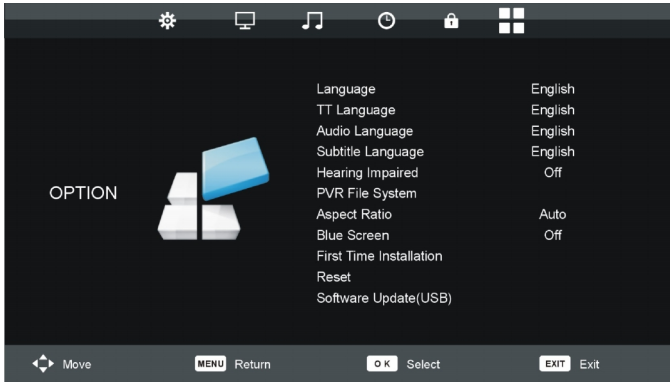 OPTION
Language English
TT Language English
Audio Language English
Subtitle Language English
Hearing Impaired Off
PVR File System
Aspect Ratio Auto
Blue Screen Off
First Time Installation
Reset
Software Update(USB)
Move MENU Return OK Select EXIT Exit